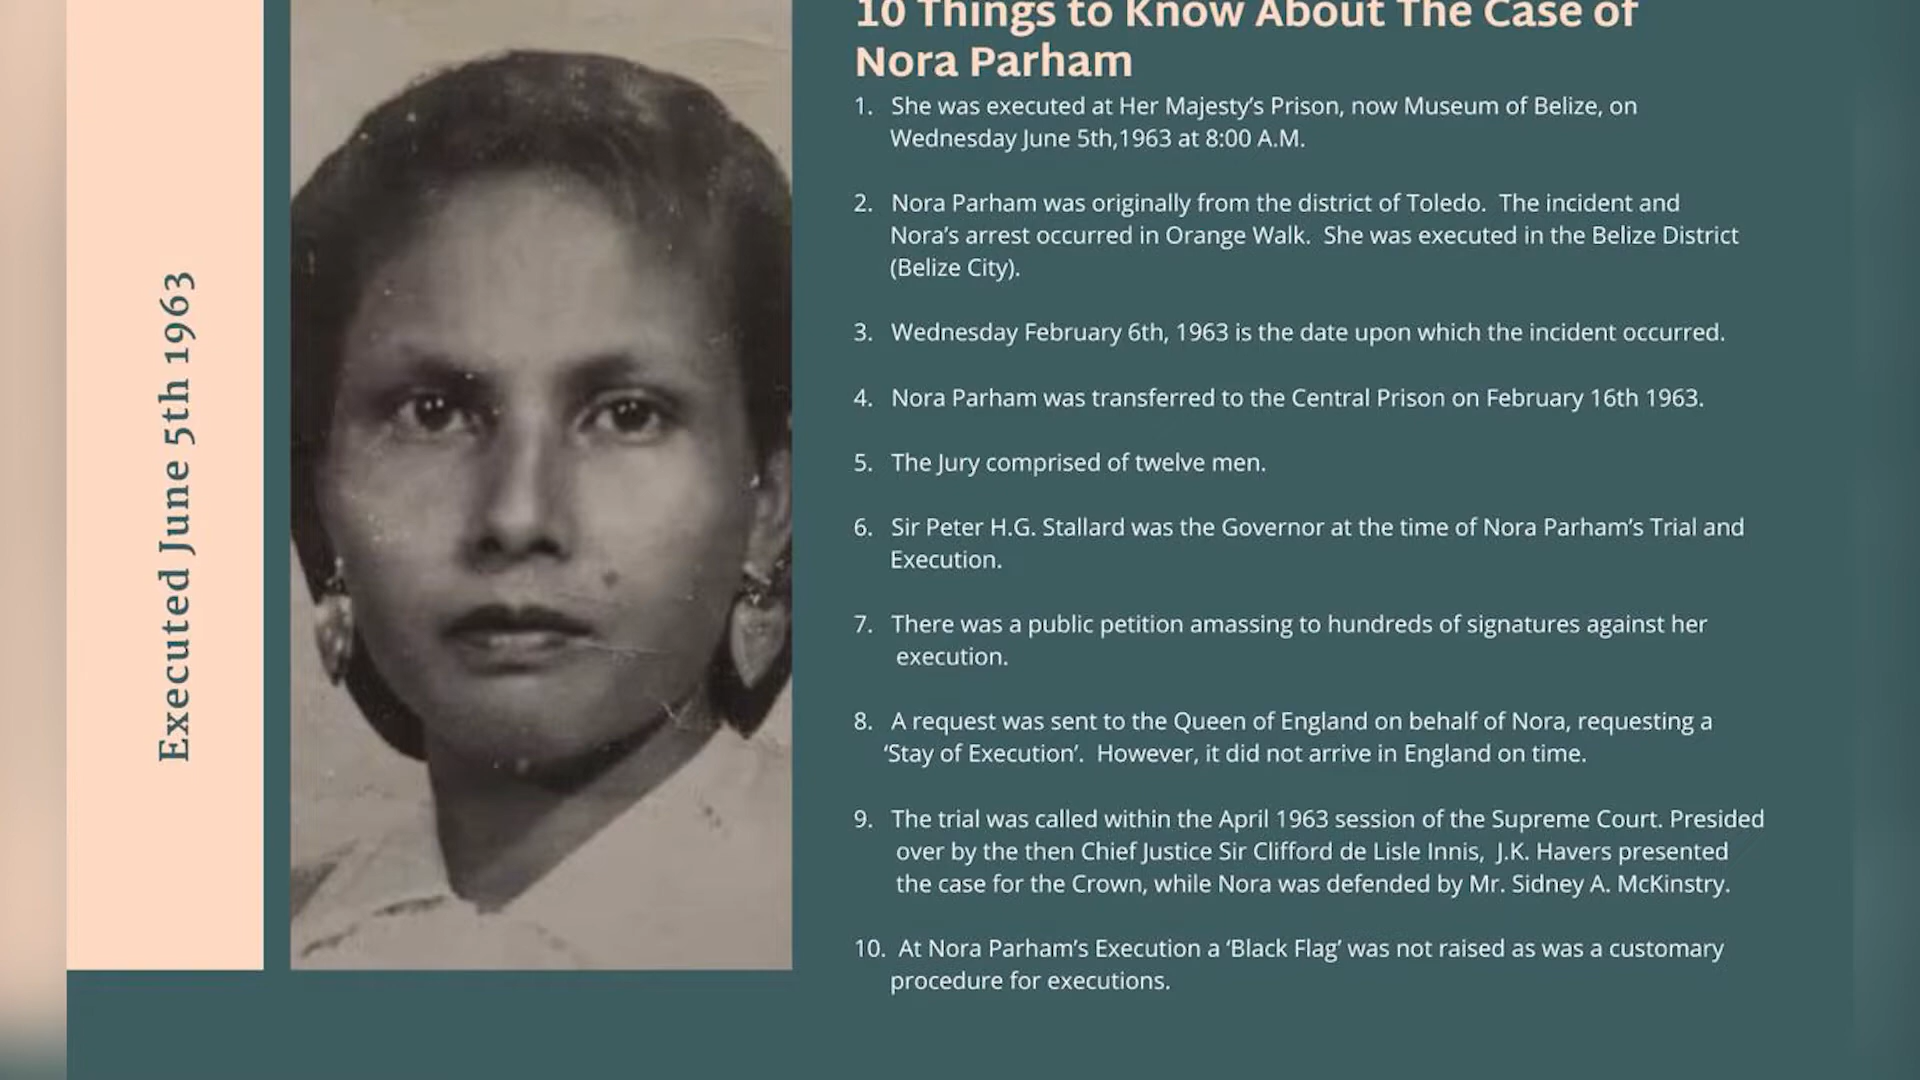 Executed June 5th 1963
10 Things to Know About The Case of
Nora Parham
1. She was executed at Her Majesty’s Prison, now Museum of Belize, on
Wednesday June 5th,1963 at 8:00 A.M.
2. Nora Parham was originally from the district of Toledo. The incident and
Nora’s arrest occurred in Orange Walk. She was executed in the Belize District
(Belize City).
3. Wednesday February 6th, 1963 is the date upon which the incident occurred.
4. Nora Parham was transferred to the Central Prison on February 16th 1963.
5. The Jury comprised of twelve men.
6. Sir Peter H.G. Stallard was the Governor at the time of Nora Parham’s Trial and
Execution.
7. There was a public petition amassing to hundreds of signatures against her
execution.
8. A request was sent to the Queen of England on behalf of Nora, requesting a
‘Stay of Execution’. However, it did not arrive in England on time.
9. The trial was called within the April 1963 session of the Supreme Court. Presided
over by the then Chief Justice Sir Clifford de Lisle Innis, J.K. Havers presented
the case for the Crown, while Nora was defended by Mr. Sidney A. McKinstry.
10. At Nora Parham’s Execution a ‘Black Flag’ was not raised as was a customary
procedure for executions.